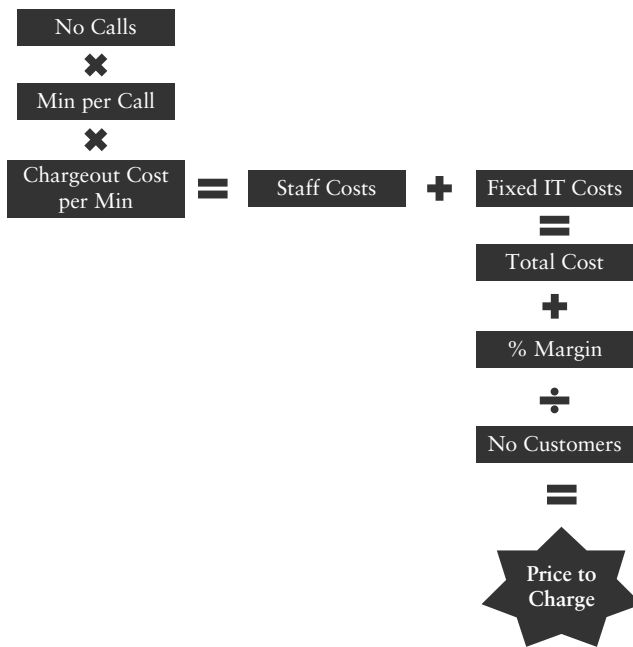 No Calls
✖
Min per Call
✖
Chargeout Cost
per Min
=
Staff Costs
+
Fixed IT Costs
=
Total Cost
+
% Margin
÷
No Customers
=
Price to
Charge